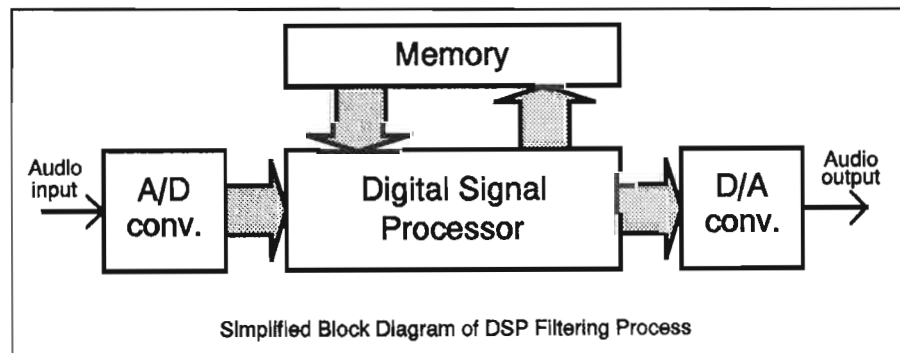 Memory
Audio
input
A/D
conv.
Digital Signal
Processor
D/A
conv.
Audio
output
Simplified Block Diagram of DSP Filtering Process